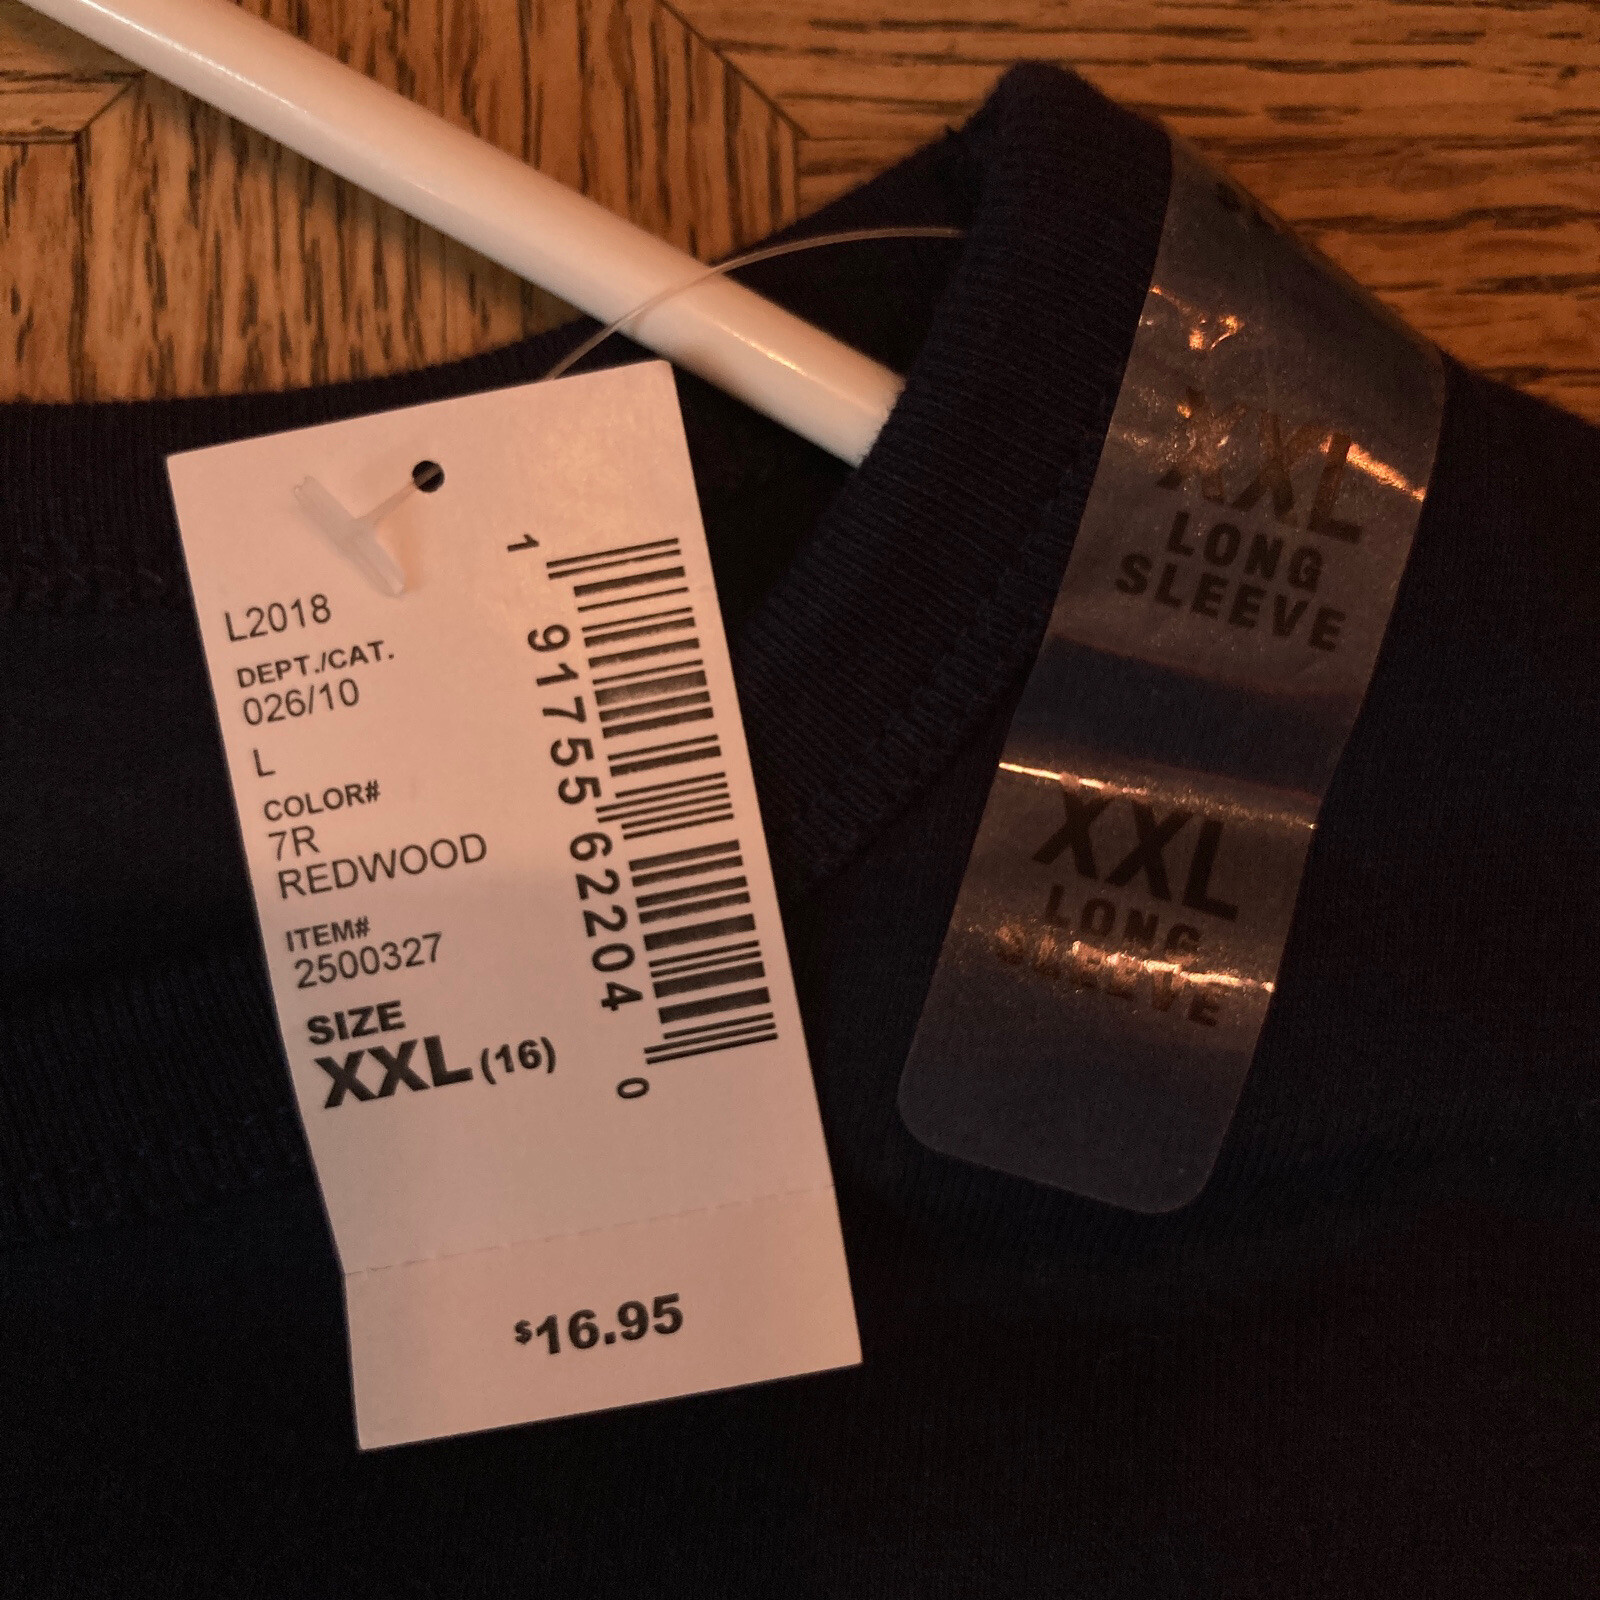 L2018
DEPT./CAT.
026/10
L
COLOR#
7R
REDWOOD
ITEM#
2500327
SIZE
XXL (16)
1 91755 62204 0
$16.95
XXL
LONG
SLEEVE
XXL
LONG
SLEEVE